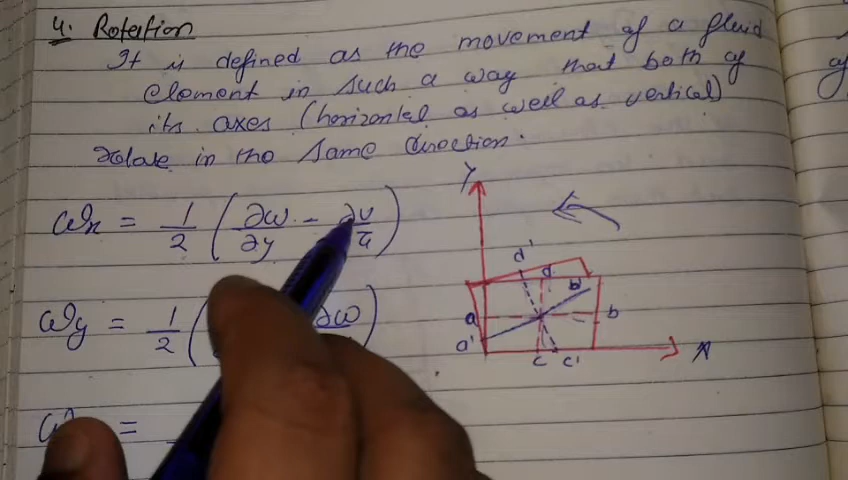 4. Rotation
It is defined as the movement of a fluid
element in such a way that both of
its axes (horizontal as well as vertical)
rotate in the same direction.
ωx = 1/2 (∂w/∂y - ∂v/
ωy = 1/2 ( ∂w )
=
Y
d'
d
b'
a
b
a'
c c'
X
of